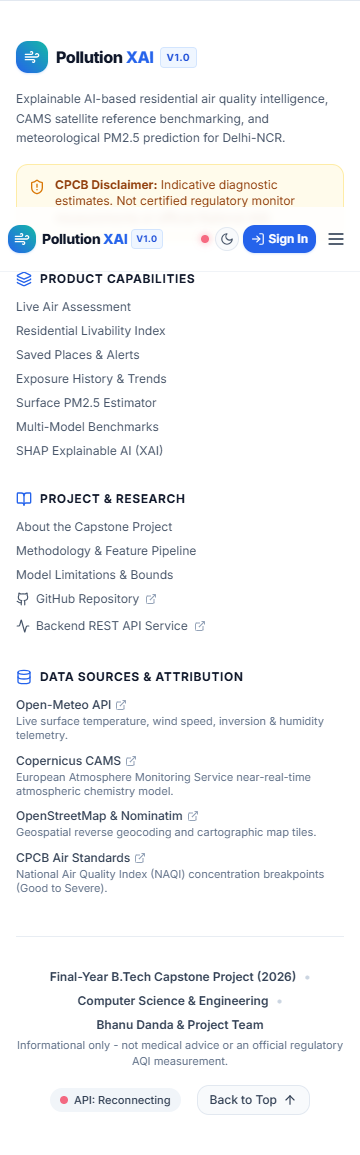 Pollution XAI V1.0
Explainable AI-based residential air quality intelligence,
CAMS satellite reference benchmarking, and
meteorological PM2.5 prediction for Delhi-NCR.
CPCB Disclaimer: Indicative diagnostic
estimates. Not certified regulatory monitor
Pollution XAI V1.0
Sign In
PRODUCT CAPABILITIES
Live Air Assessment
Residential Livability Index
Saved Places & Alerts
Exposure History & Trends
Surface PM2.5 Estimator
Multi-Model Benchmarks
SHAP Explainable AI (XAI)
PROJECT & RESEARCH
About the Capstone Project
Methodology & Feature Pipeline
Model Limitations & Bounds
GitHub Repository
Backend REST API Service
DATA SOURCES & ATTRIBUTION
Open-Meteo API
Live surface temperature, wind speed, inversion & humidity
telemetry.
Copernicus CAMS
European Atmosphere Monitoring Service near-real-time
atmospheric chemistry model.
OpenStreetMap & Nominatim
Geospatial reverse geocoding and cartographic map tiles.
CPCB Air Standards
National Air Quality Index (NAQI) concentration breakpoints
(Good to Severe).
Final-Year B.Tech Capstone Project (2026) •
Computer Science & Engineering •
Bhanu Danda & Project Team
Informational only - not medical advice or an official regulatory
AQI measurement.
API: Reconnecting
Back to Top